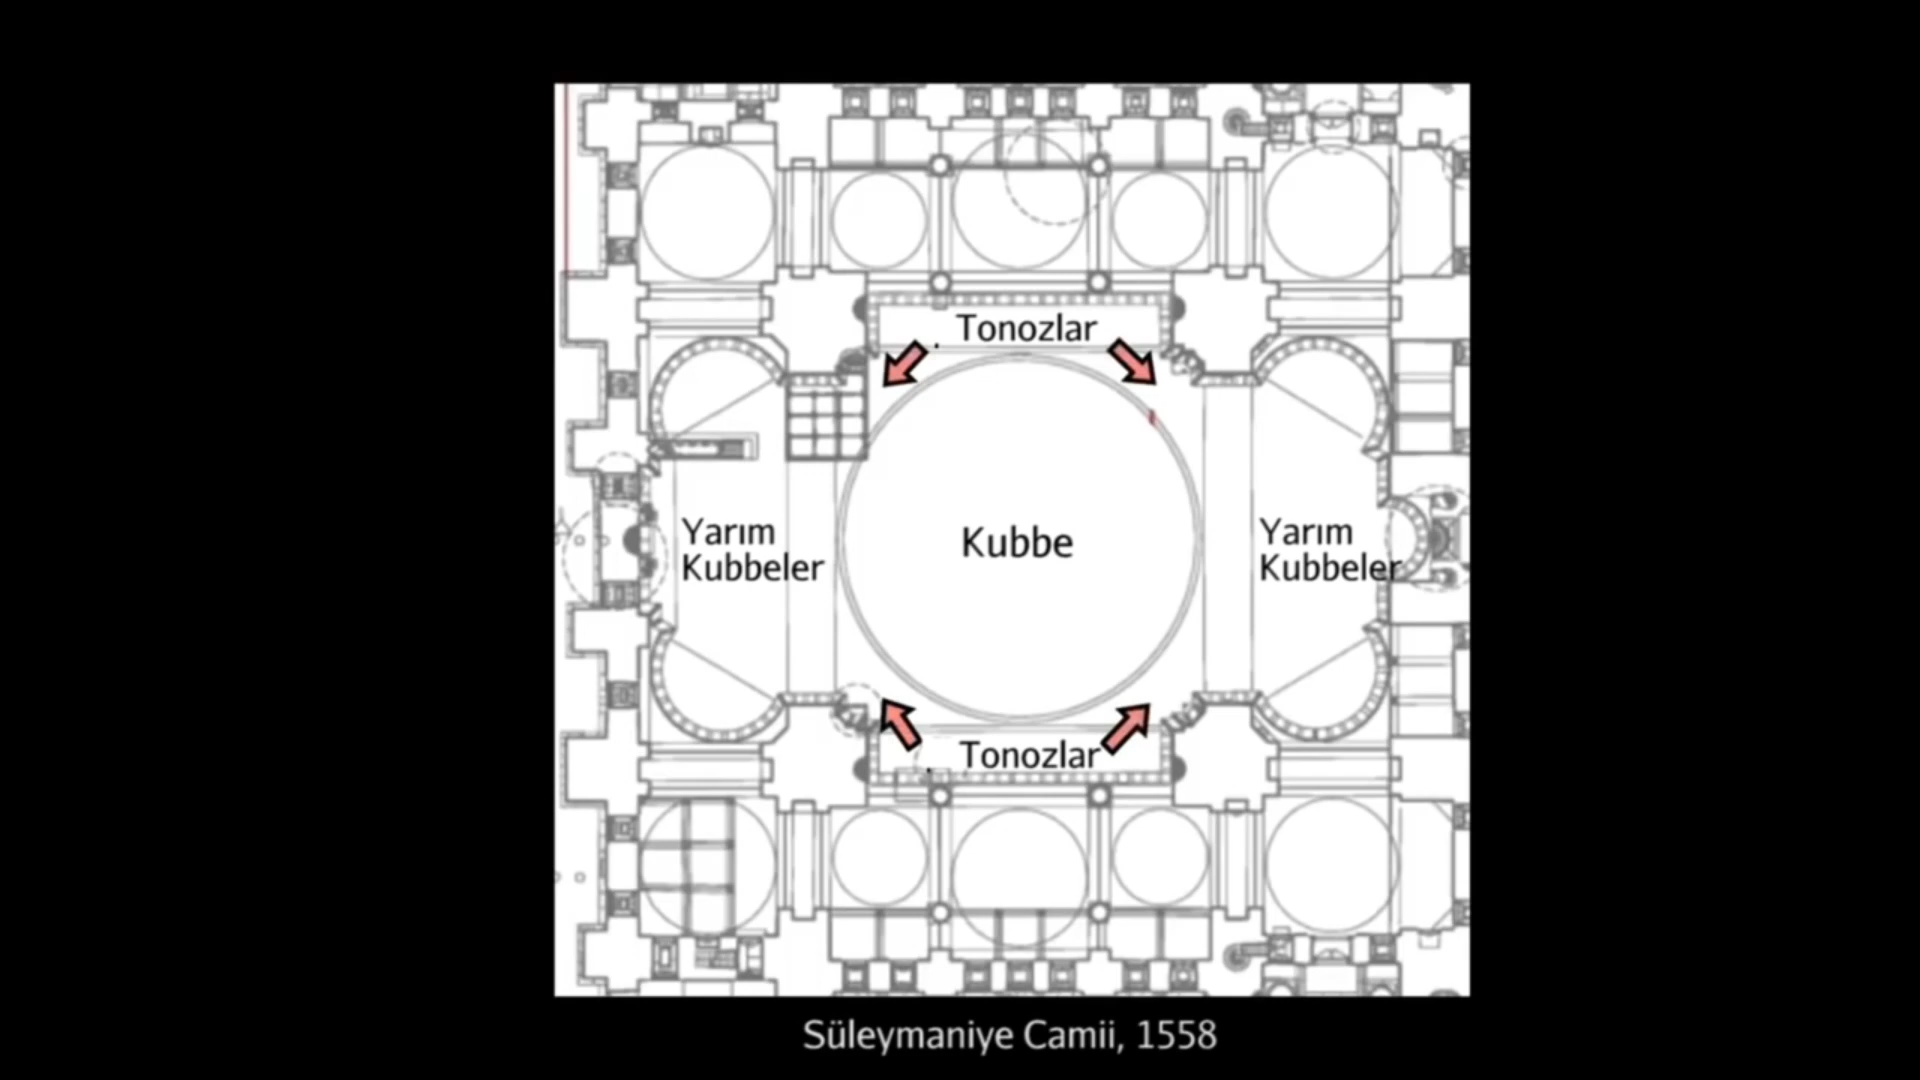 Tonozlar
Yarım
Kubbeler
Kubbe
Yarım
Kubbeler
Tonozlar
Süleymaniye Camii, 1558